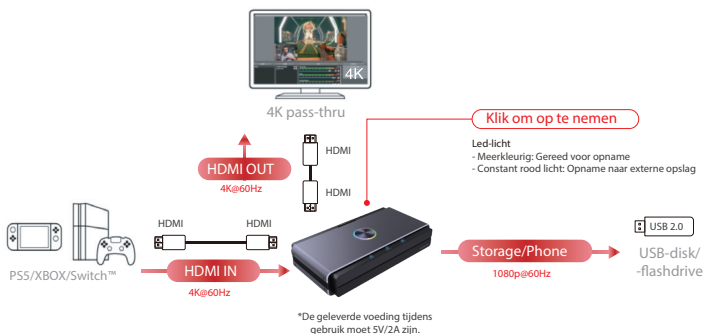 4K
4K pass-thru
Klik om op te nemen
Led-licht
- Meerkleurig: Gereed voor opname
- Constant rood licht: Opname naar externe opslag
HDMI
HDMI OUT
4K@60Hz
HDMI
HDMI
HDMI
PS5/XBOX/Switch™
HDMI IN
4K@60Hz
Storage/Phone
1080p@60Hz
USB 2.0
USB-disk/
-flashdrive
*De geleverde voeding tijdens
gebruik moet 5V/2A zijn.